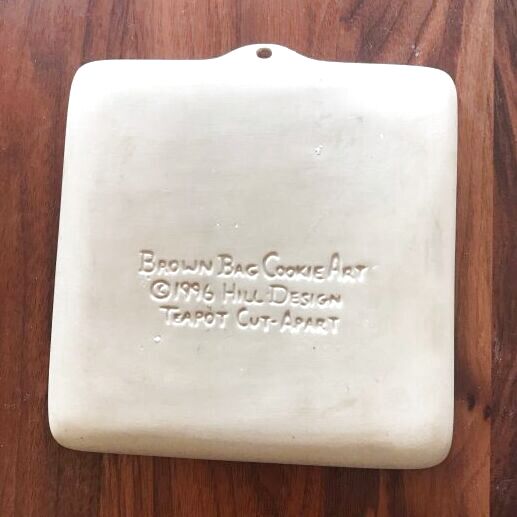 Brown Bag Cookie Art
©1996 Hill Design
Teapot Cut-Apart